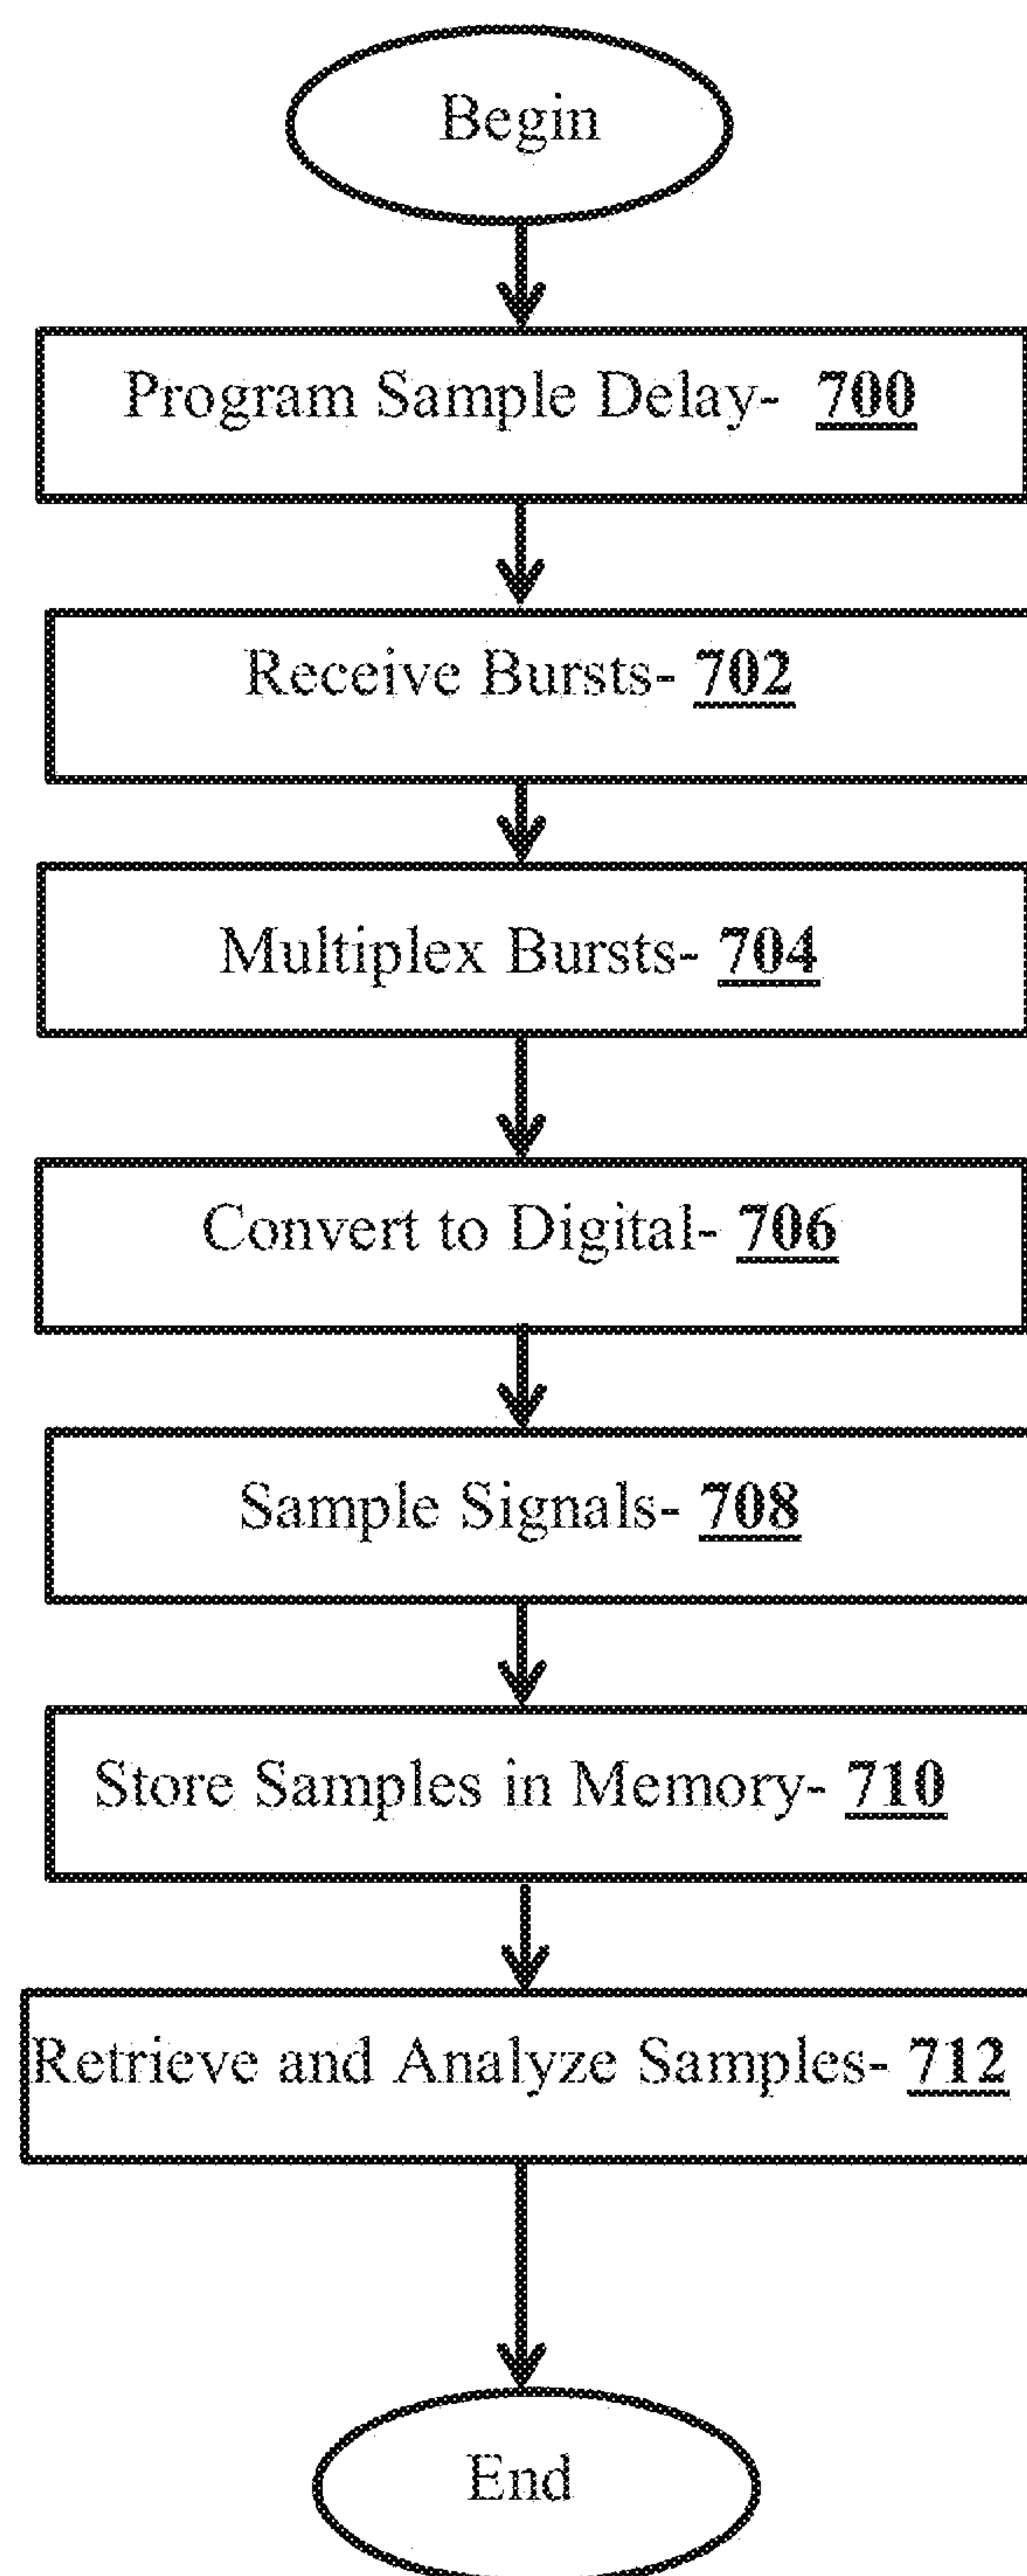 Begin
Program Sample Delay- 700
Receive Bursts- 702
Multiplex Bursts- 704
Convert to Digital- 706
Sample Signals- 708
Store Samples in Memory- 710
Retrieve and Analyze Samples- 712
End